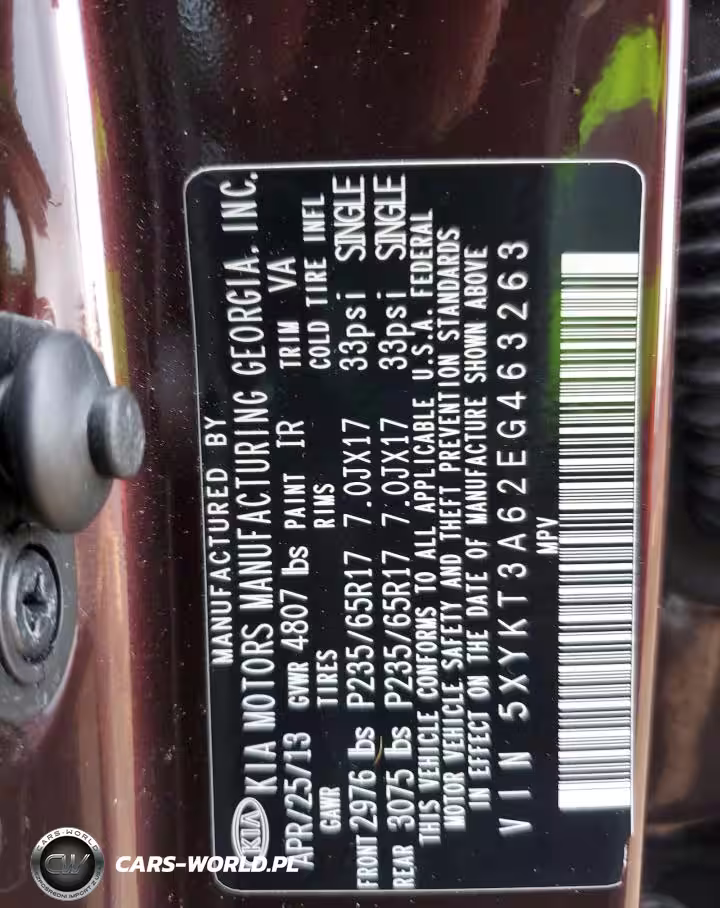 MANUFACTURED BY
KIA KIA MOTORS MANUFACTURING GEORGIA, INC.
APR/25/13 GVWR 4807 lbs PAINT IR TRIM VA
GAWR TIRES RIMS COLD TIRE INFL
FRONT 2976 lbs P235/65R17 7.0JX17 33psi SINGLE
REAR 3075 lbs P235/65R17 7.0JX17 33psi SINGLE
THIS VEHICLE CONFORMS TO ALL APPLICABLE U.S.A. FEDERAL
MOTOR VEHICLE SAFETY AND THEFT PREVENTION STANDARDS
IN EFFECT ON THE DATE OF MANUFACTURE SHOWN ABOVE
VIN 5XYKT3A62EG463263
MPV
CARS-WORLD
CW
CARS-WORLD.PL